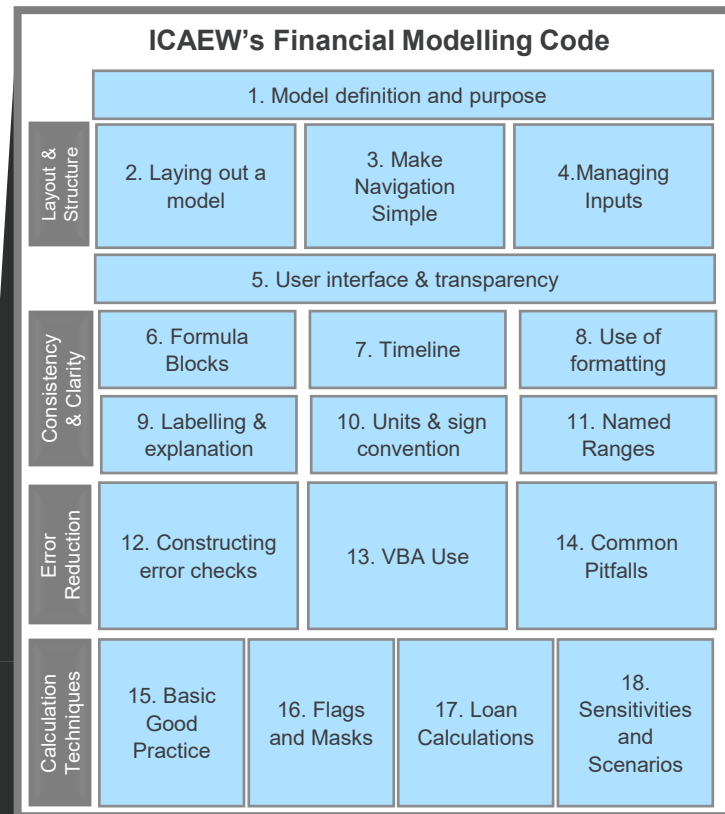 ICAEW's Financial Modelling Code
1. Model definition and purpose
Layout &
Structure
2. Laying out a
model
3. Make
Navigation
Simple
4.Managing
Inputs
5. User interface & transparency
Consistency
& Clarity
6. Formula
Blocks
7. Timeline
8. Use of
formatting
9. Labelling &
explanation
10. Units & sign
convention
11. Named
Ranges
Error
Reduction
12. Constructing
error checks
13. VBA Use
14. Common
Pitfalls
Calculation
Techniques
15. Basic
Good
Practice
16. Flags
and Masks
17. Loan
Calculations
18.
Sensitivities
and
Scenarios